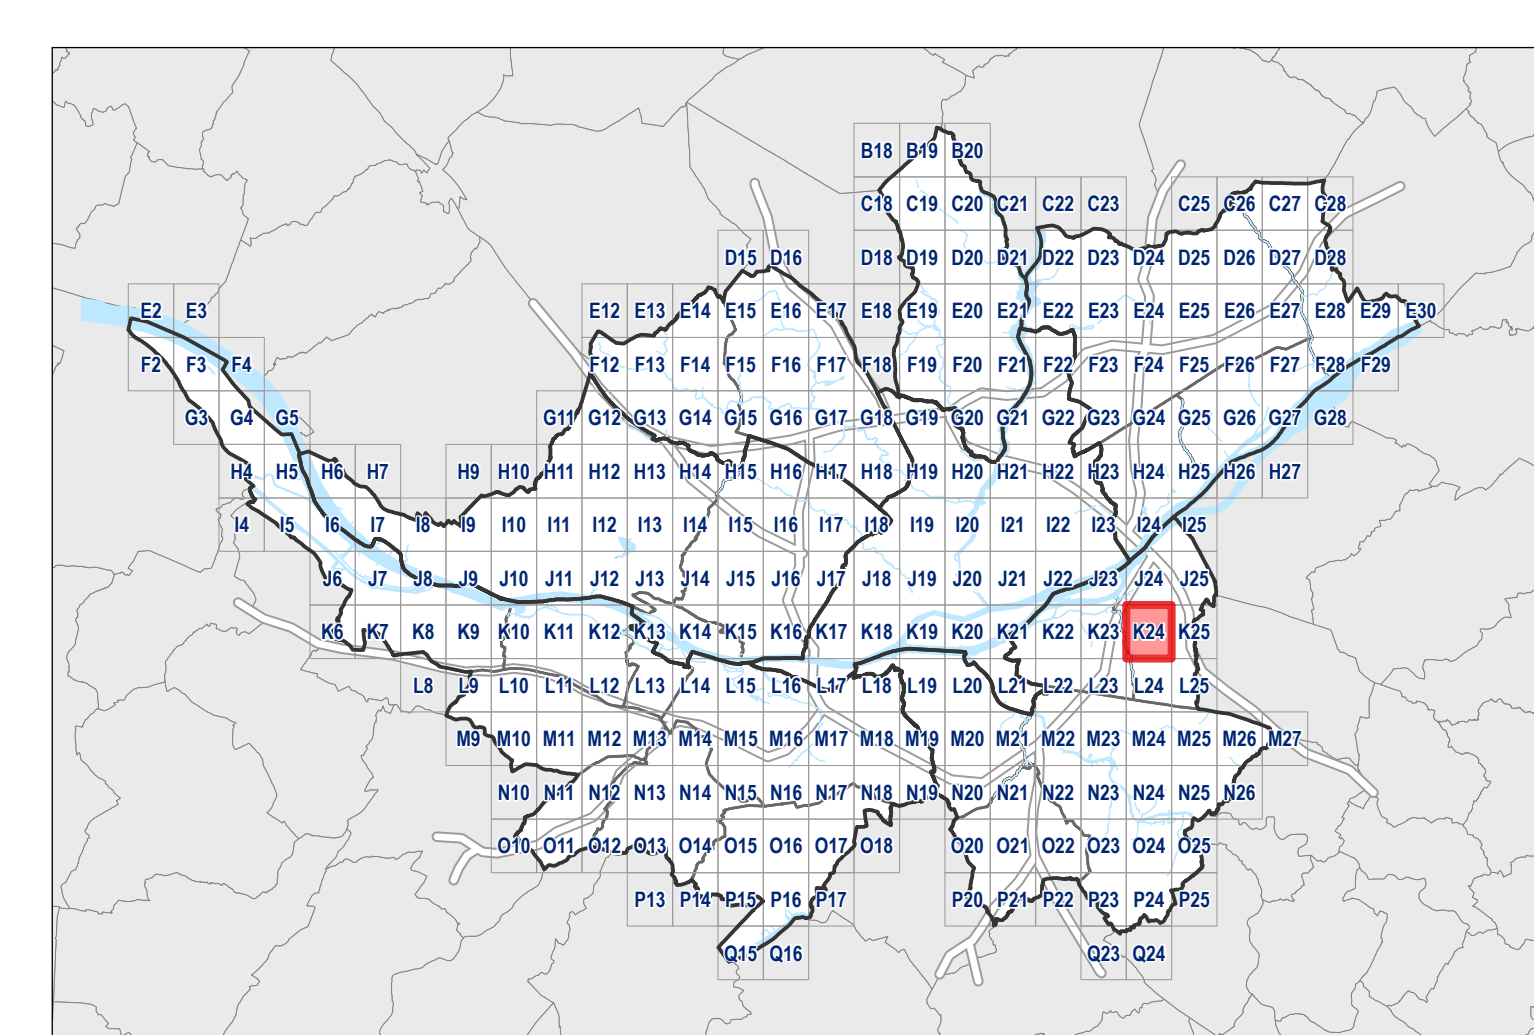 B18 B19 B20
C18 C19 C20 C21 C22 C23 C25 C26 C27 C28
D15 D16 D18 D19 D20 D21 D22 D23 D24 D25 D26 D27 D28
E2 E3 E12 E13 E14 E15 E16 E17 E18 E19 E20 E21 E22 E23 E24 E25 E26 E27 E28 E29 E30
F2 F3 F4 F12 F13 F14 F15 F16 F17 F18 F19 F20 F21 F22 F23 F24 F25 F26 F27 F28 F29
G3 G4 G5 G11 G12 G13 G14 G15 G16 G17 G18 G19 G20 G21 G22 G23 G24 G25 G26 G27 G28
H4 H5 H6 H7 H9 H10 H11 H12 H13 H14 H15 H16 H17 H18 H19 H20 H21 H22 H23 H24 H25 H26 H27
I4 I5 I6 I7 I8 I9 I10 I11 I12 I13 I14 I15 I16 I17 I18 I19 I20 I21 I22 I23 I24 I25
J6 J7 J8 J9 J10 J11 J12 J13 J14 J15 J16 J17 J18 J19 J20 J21 J22 J23 J24 J25
K6 K7 K8 K9 K10 K11 K12 K13 K14 K15 K16 K17 K18 K19 K20 K21 K22 K23 K24 K25
L8 L9 L10 L11 L12 L13 L14 L15 L16 L17 L18 L19 L20 L21 L22 L23 L24 L25
M9 M10 M11 M12 M13 M14 M15 M16 M17 M18 M19 M20 M21 M22 M23 M24 M25 M26 M27
N10 N11 N12 N13 N14 N15 N16 N17 N18 N19 N20 N21 N22 N23 N24 N25 N26
O10 O11 O12 O13 O14 O15 O16 O17 O18 O20 O21 O22 O23 O24 O25
P13 P14 P15 P16 P17 P20 P21 P22 P23 P24 P25
Q15 Q16 Q23 Q24